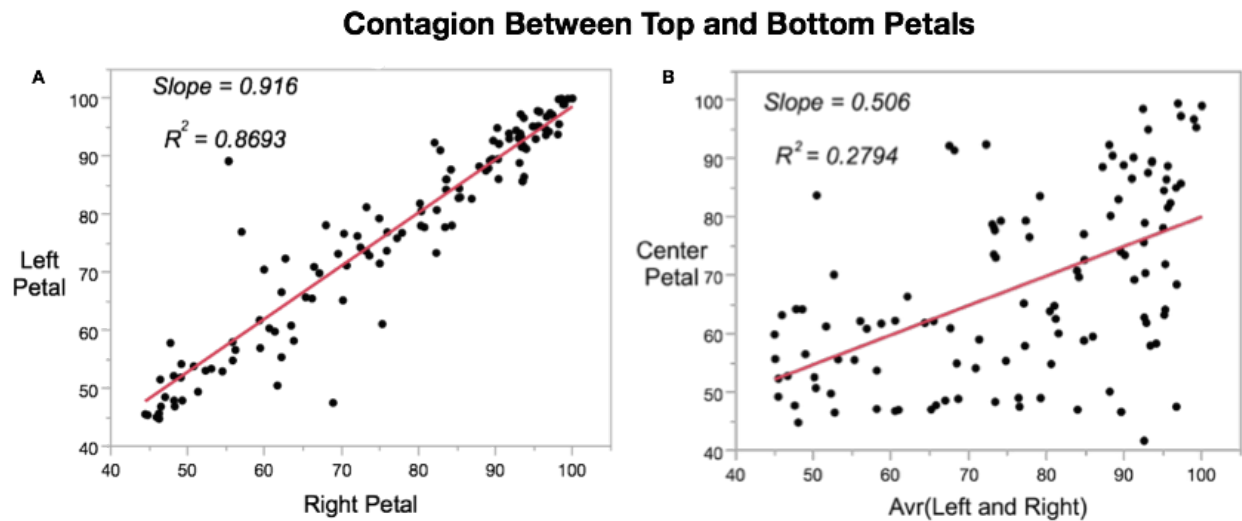 Contagion Between Top and Bottom Petals
A
Slope = 0.916
R² = 0.8693
100
90
80
70
60
50
40
Left
Petal
40 50 60 70 80 90 100
Right Petal
B
Slope = 0.506
R² = 0.2794
100
90
80
70
60
50
40
Center
Petal
40 50 60 70 80 90 100
Avr(Left and Right)